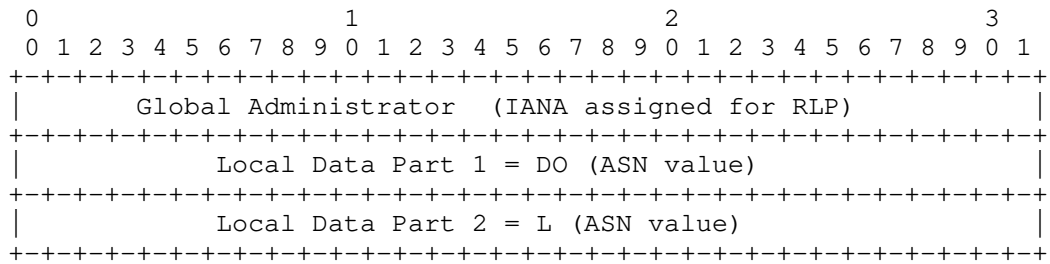 0                   1                   2                   3
 0 1 2 3 4 5 6 7 8 9 0 1 2 3 4 5 6 7 8 9 0 1 2 3 4 5 6 7 8 9 0 1
+-+-+-+-+-+-+-+-+-+-+-+-+-+-+-+-+-+-+-+-+-+-+-+-+-+-+-+-+-+-+-+-+
|       Global Administrator  (IANA assigned for RLP)           |
+-+-+-+-+-+-+-+-+-+-+-+-+-+-+-+-+-+-+-+-+-+-+-+-+-+-+-+-+-+-+-+-+
|            Local Data Part 1 = DO (ASN value)                 |
+-+-+-+-+-+-+-+-+-+-+-+-+-+-+-+-+-+-+-+-+-+-+-+-+-+-+-+-+-+-+-+-+
|            Local Data Part 2 = L (ASN value)                  |
+-+-+-+-+-+-+-+-+-+-+-+-+-+-+-+-+-+-+-+-+-+-+-+-+-+-+-+-+-+-+-+-+